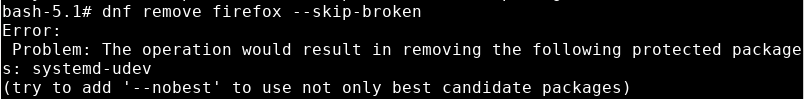 bash-5.1# dnf remove firefox --skip-broken
Error:
 Problem: The operation would result in removing the following protected package
s: systemd-udev
(try to add '--nobest' to use not only best candidate packages)